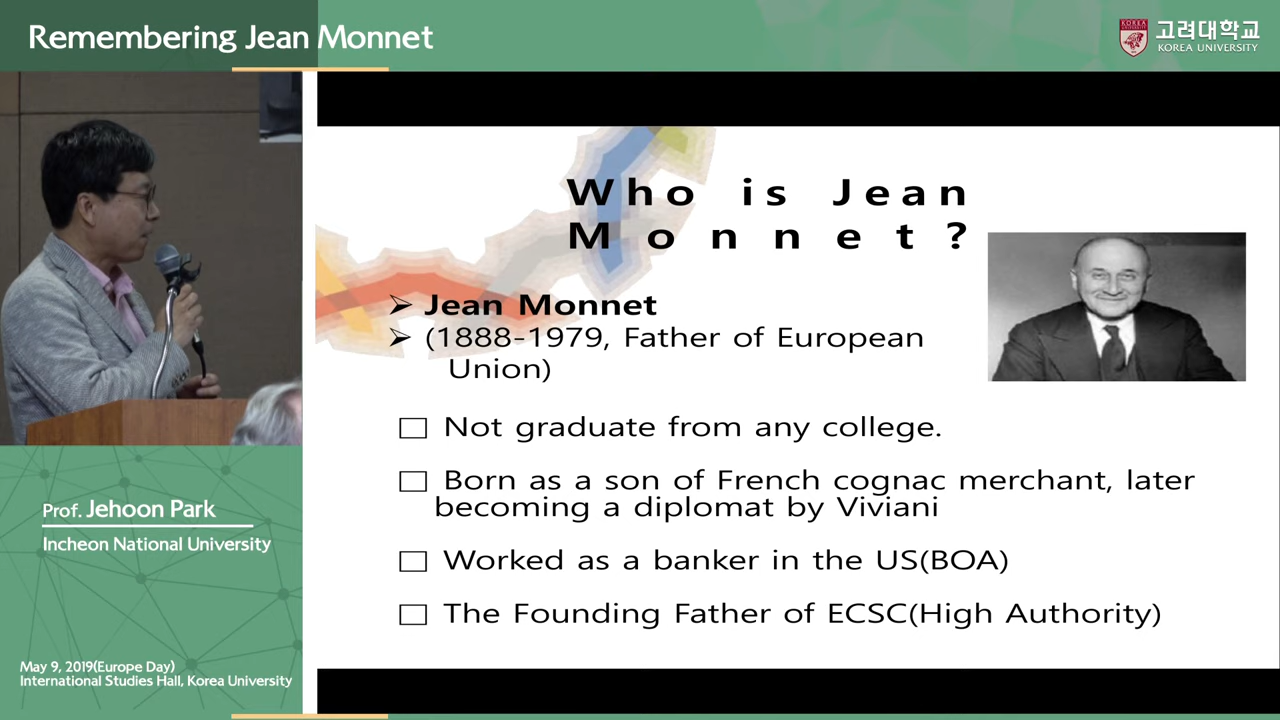 Remembering Jean Monnet
KOREA
UNIVERSITY
고려대학교
KOREA UNIVERSITY
Who is Jean
Monnet?
➢ Jean Monnet
➢ (1888-1979, Father of European
Union)
□ Not graduate from any college.
□ Born as a son of French cognac merchant, later
becoming a diplomat by Viviani
□ Worked as a banker in the US(BOA)
□ The Founding Father of ECSC(High Authority)
Prof. Jehoon Park
Incheon National University
May 9, 2019(Europe Day)
International Studies Hall, Korea University